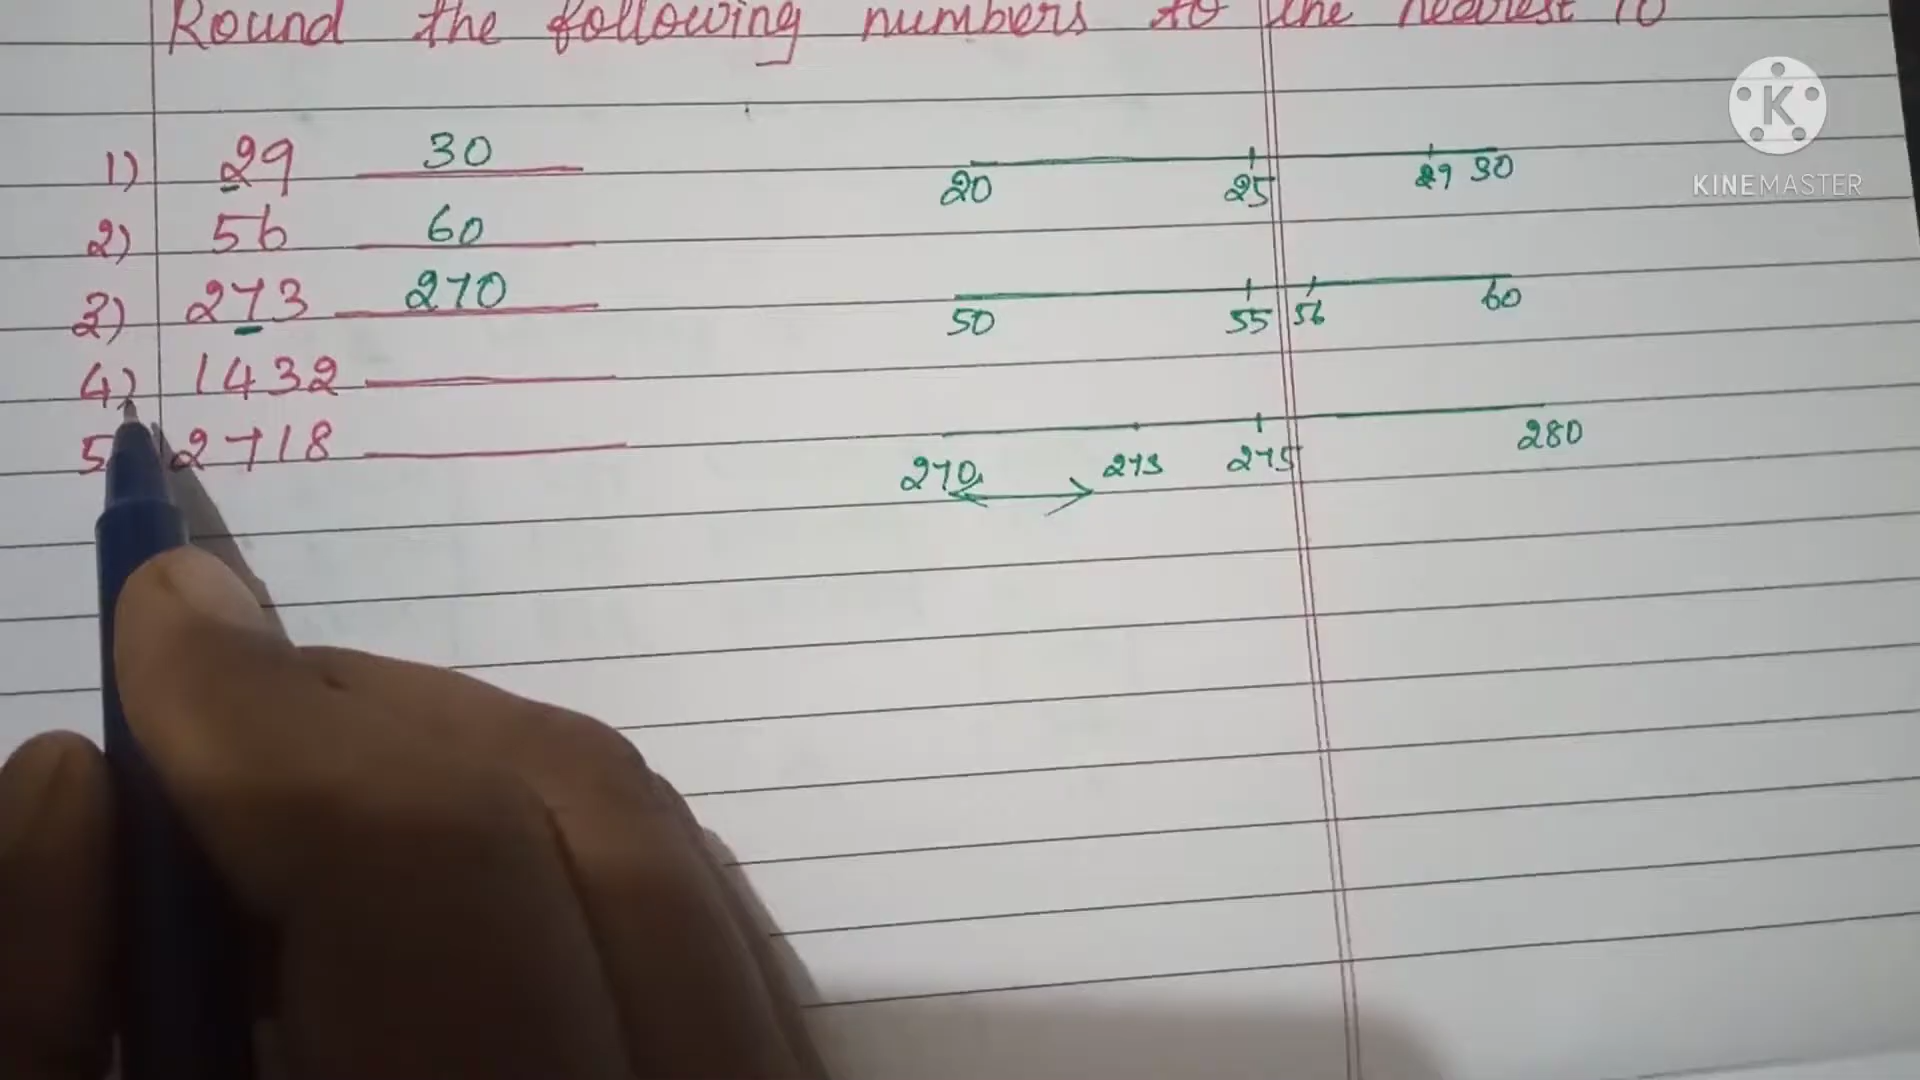 Round the following numbers to the nearest 10
KINEMASTER
1) 29 30
20 25 29 30
2) 56 60
50 55 56 60
3) 273 270
270 273 275 280
4) 1432
5 2718